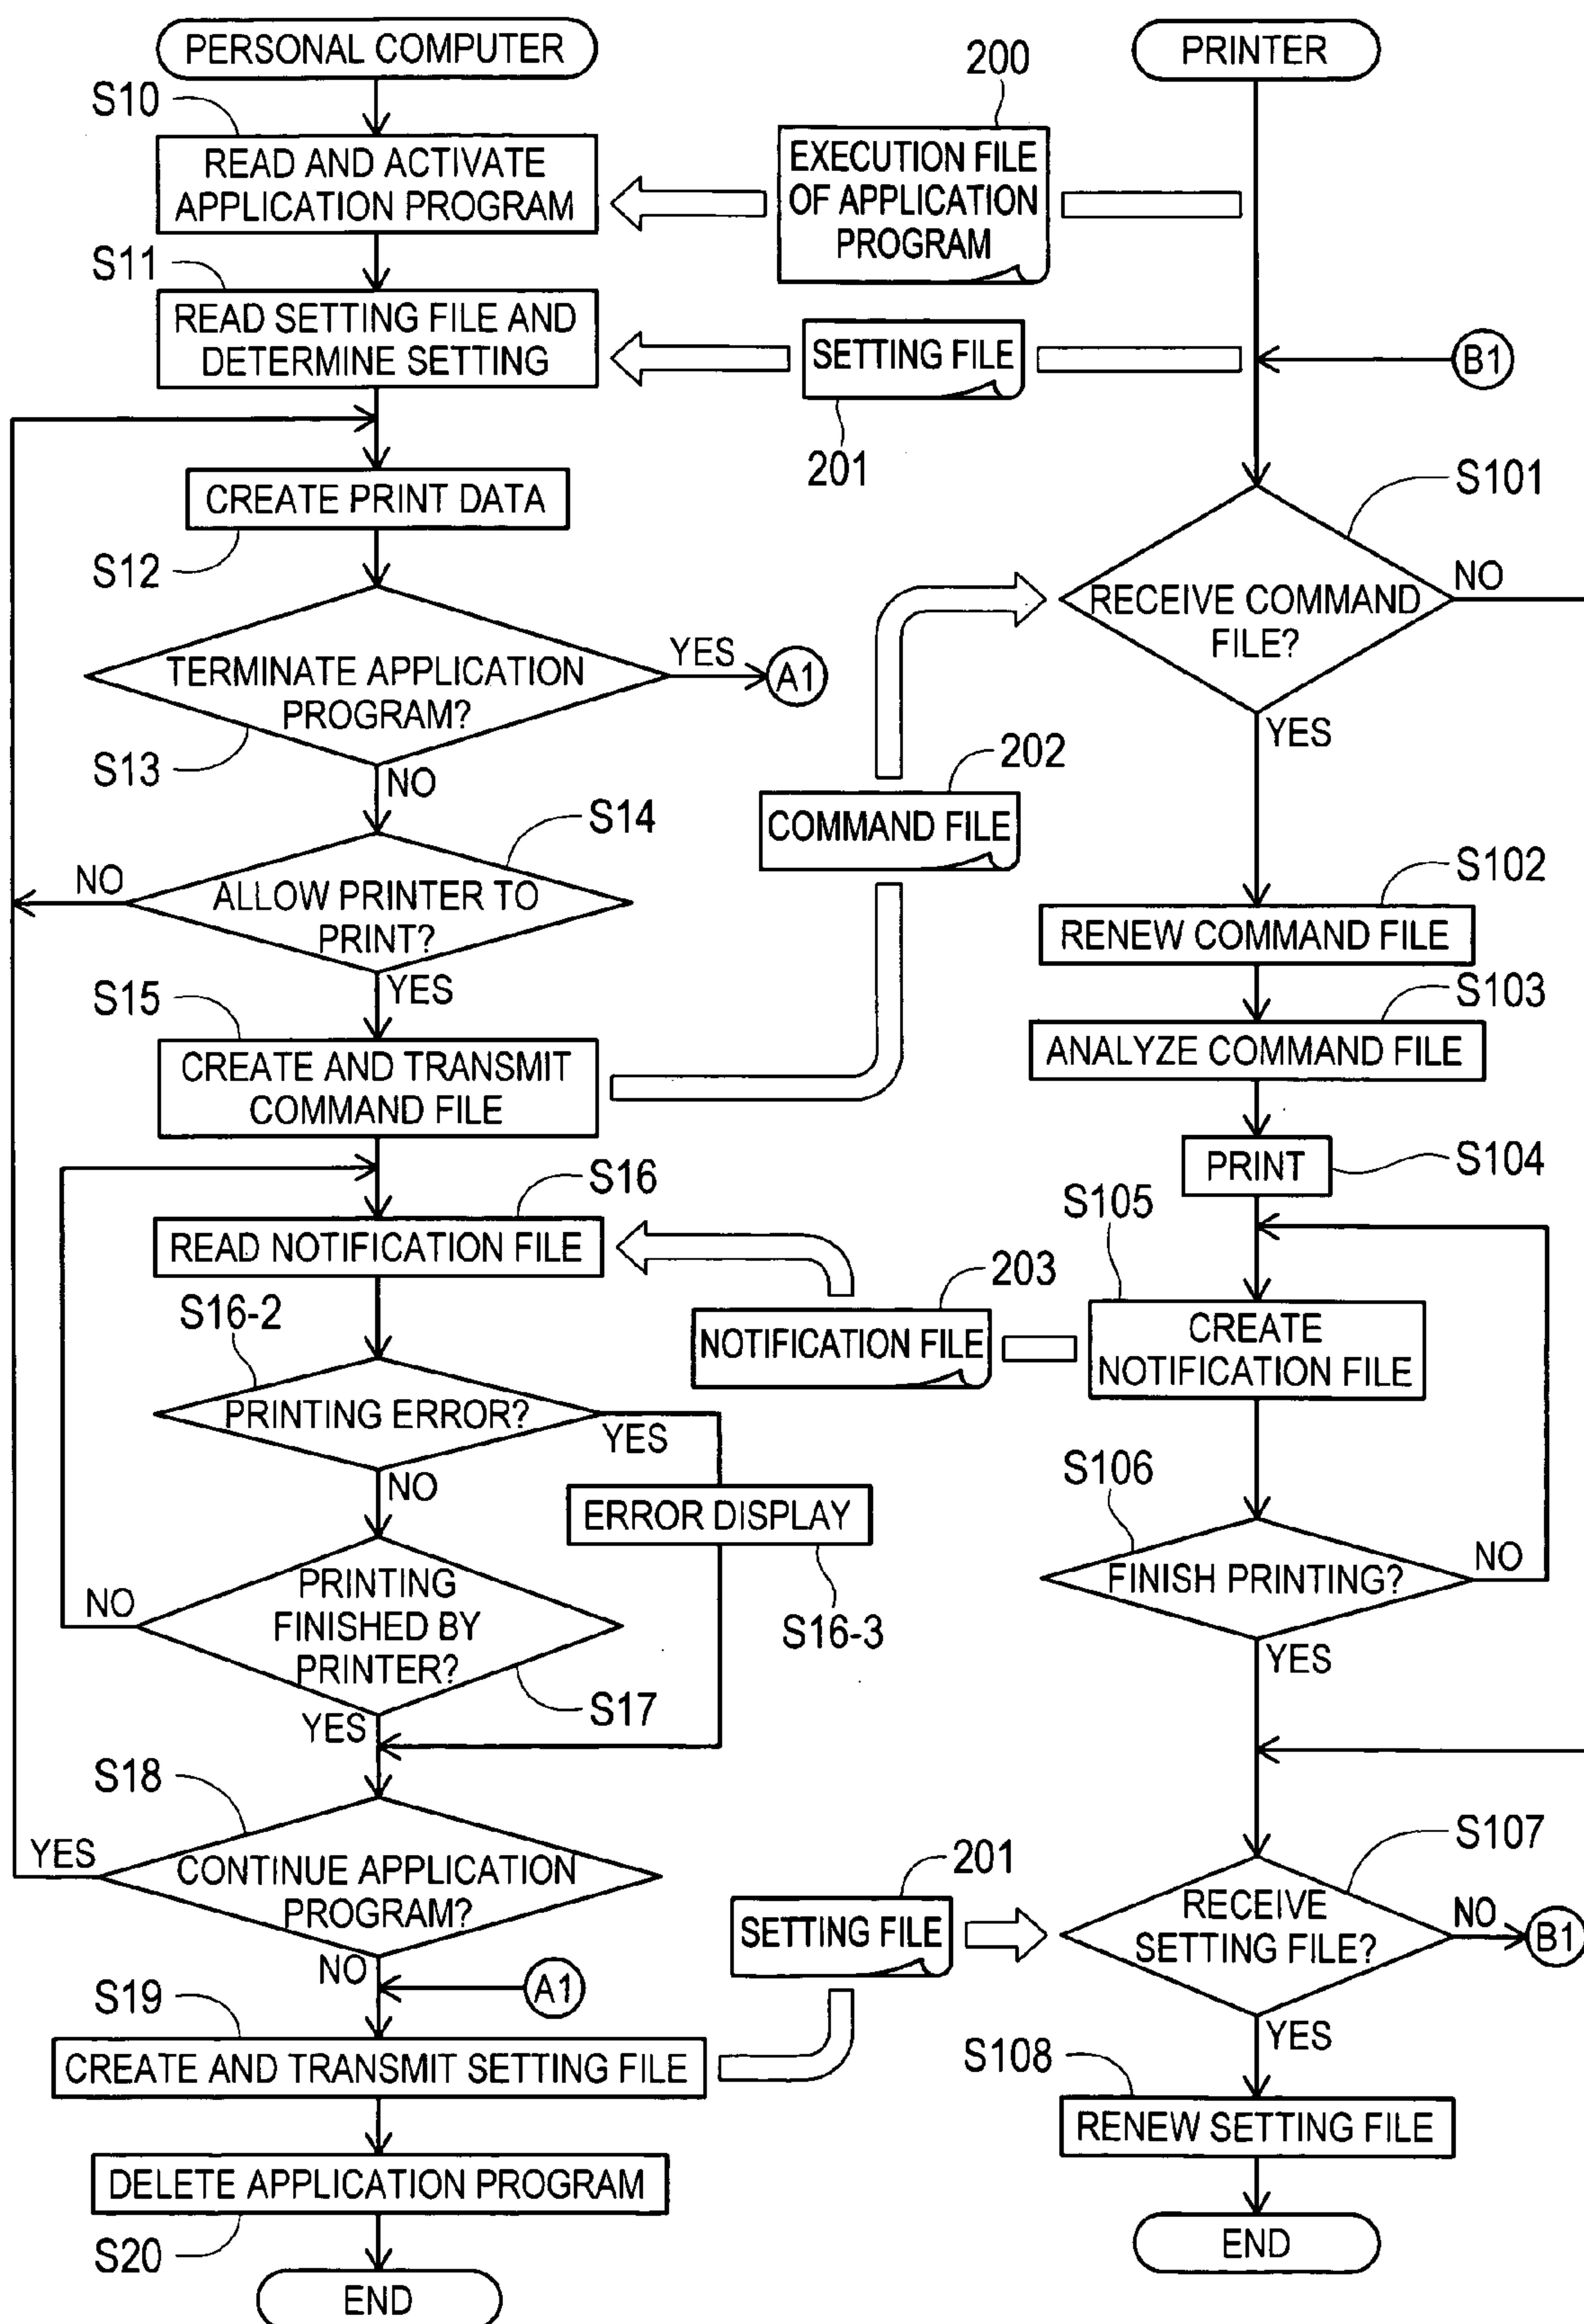 PERSONAL COMPUTER
S10
READ AND ACTIVATE
APPLICATION PROGRAM
S11
READ SETTING FILE AND
DETERMINE SETTING
CREATE PRINT DATA
S12
TERMINATE APPLICATION
PROGRAM?
YES
A1
S13
NO
S14
ALLOW PRINTER TO
PRINT?
NO
YES
S15
CREATE AND TRANSMIT
COMMAND FILE
S16
READ NOTIFICATION FILE
S16-2
PRINTING ERROR?
YES
NO
ERROR DISPLAY
S16-3
PRINTING
FINISHED BY
PRINTER?
NO
S17
YES
S18
CONTINUE APPLICATION
PROGRAM?
YES
NO
A1
S19
CREATE AND TRANSMIT SETTING FILE
DELETE APPLICATION PROGRAM
S20
END
200
EXECUTION FILE
OF APPLICATION
PROGRAM
SETTING FILE
201
202
COMMAND FILE
203
NOTIFICATION FILE
201
SETTING FILE
PRINTER
B1
S101
RECEIVE COMMAND
FILE?
NO
YES
S102
RENEW COMMAND FILE
S103
ANALYZE COMMAND FILE
PRINT
S104
S105
CREATE
NOTIFICATION FILE
S106
FINISH PRINTING?
NO
YES
S107
RECEIVE
SETTING FILE?
NO
B1
YES
S108
RENEW SETTING FILE
END